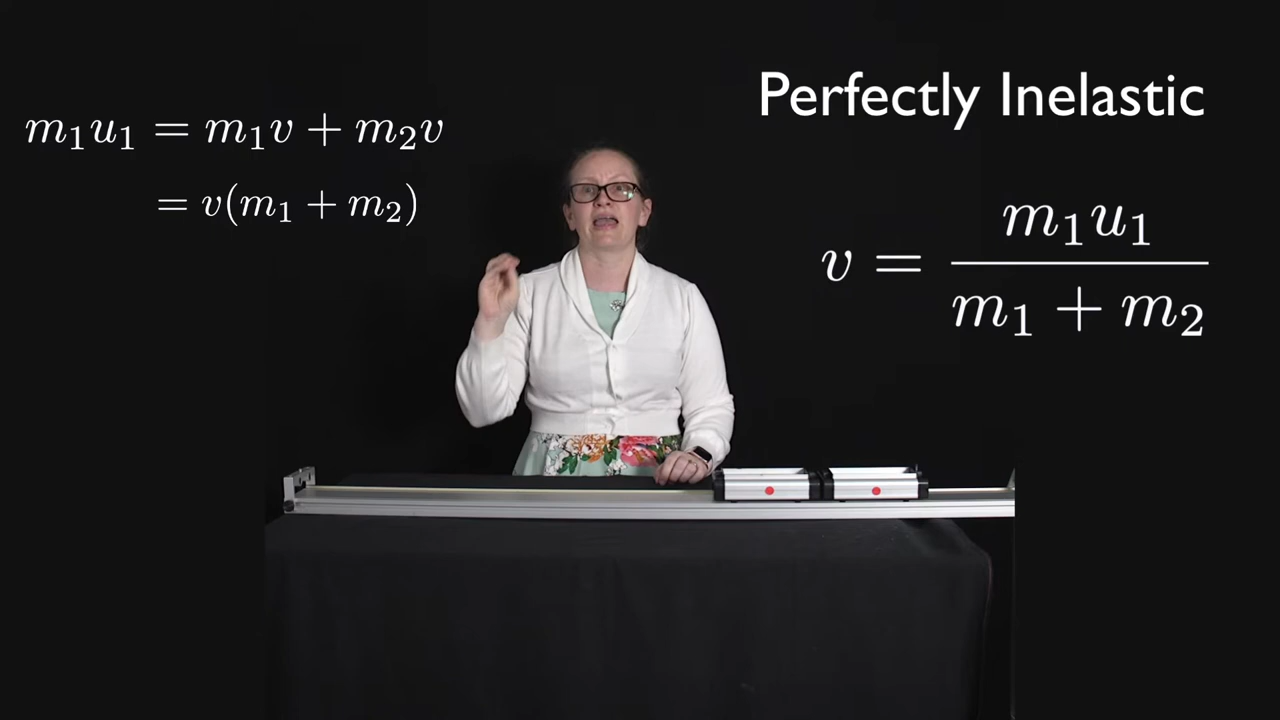 m₁u₁ = m₁v + m₂v
= v(m₁ + m₂)
Perfectly Inelastic
v = m₁u₁ / m₁ + m₂